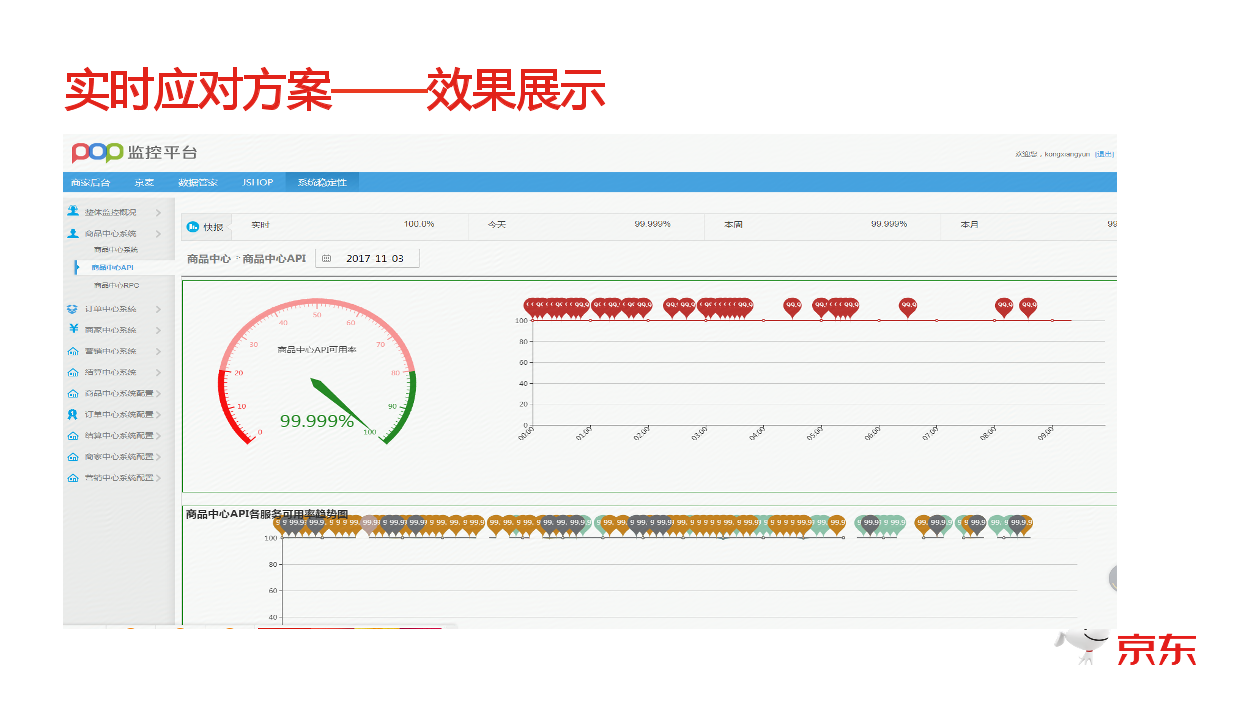 实时应对方案——效果展示
pop 监控平台
欢迎您，kongxiangyun [退出]
商家后台 京麦 数据管家 JSHOP 系统稳定性
整体监控概况
商品中心系统
商品中心系统
商品中心API
商品中心RPC
订单中心系统
商家中心系统
营销中心系统
结算中心系统
商品中心系统配置
订单中心系统配置
结算中心系统配置
商家中心系统配置
营销中心系统配置
快报 实时 100.0% 今天 99.999% 本周 99.999% 本月 99
商品中心 > 商品中心API 2017 11 03
商品中心API可用率
0 10 20 30 40 50 60 70 80 90 100
99.999%
100
80
60
40
20
0
00:00 01:00 02:00 03:00 04:00 05:00 06:00 07:00 08:00 09:00
商品中心API各服务可用率趋势图
100
80
60
40
京东